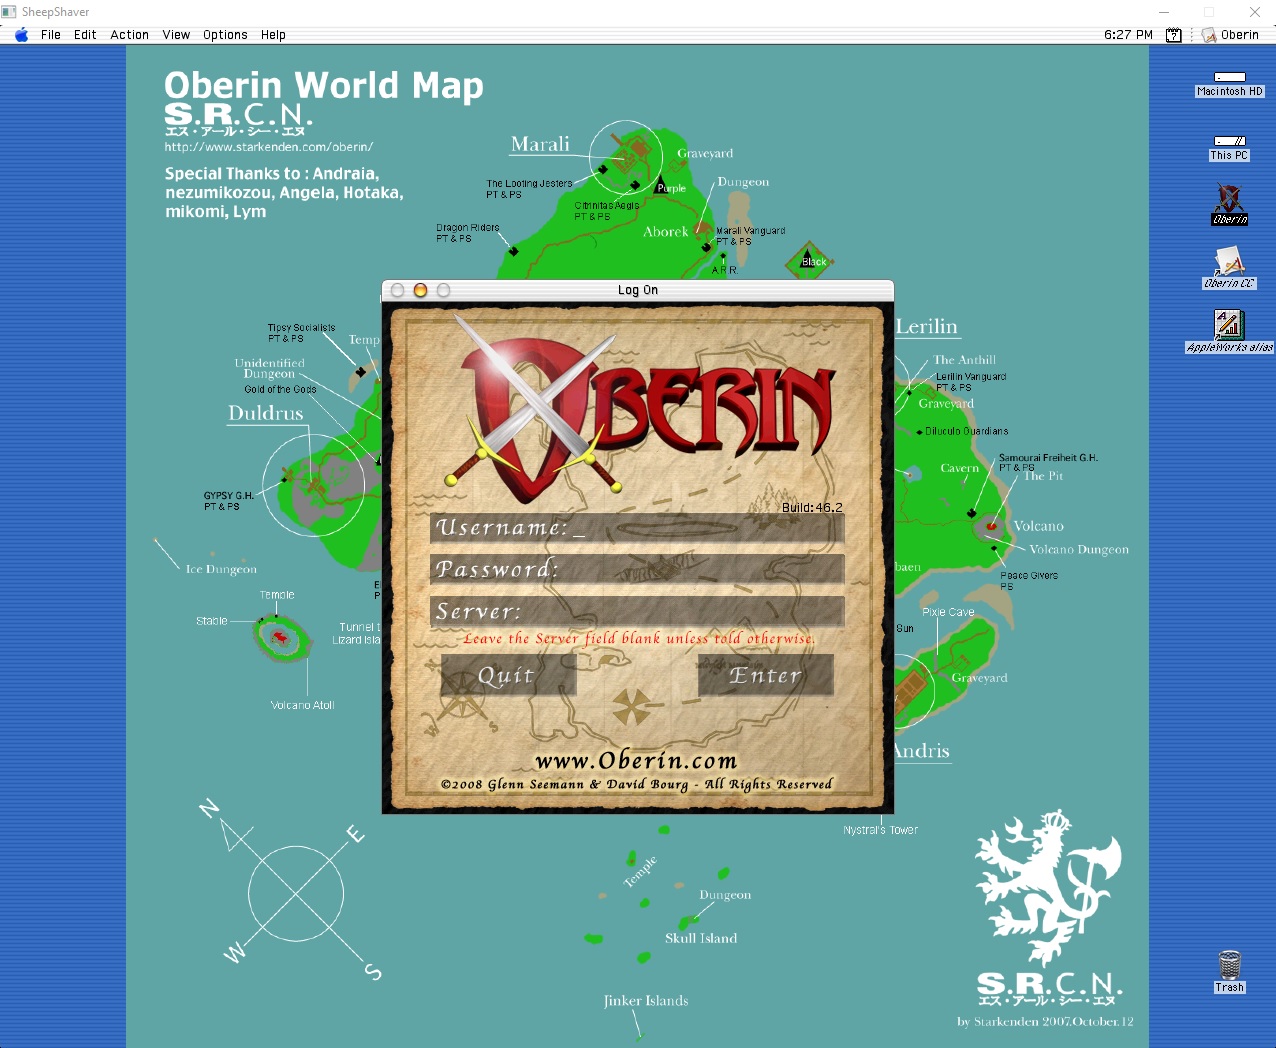 SheepShaver
File Edit Action View Options Help
6:27 PM
Oberin
Oberin World Map
S.R.C.N.
エス・アール・シー・エヌ
http://www.starkenden.com/oberin/
Special Thanks to : Andraia,
nezumikozou, Angela, Hotaka,
mikomi, Lym
Macintosh HD
This PC
Oberin
Oberin CC
AppleWorks alias
Trash
Marali
Graveyard
The Looting Jesters
PT & PS
Purple
Dungeon
Citrinitas Aegis
PT & PS
Dragon Riders
PT & PS
Aborek
Marali Vanguard
PT & PS
A.R.R.
Black
Log On
OBERIN
Build:46.2
Username:_
Password:
Server:
Leave the Server field blank unless told otherwise.
Quit
Enter
www.Oberin.com
©2008 Glenn Seemann & David Bourg - All Rights Reserved
Tipsy Socialists
PT & PS
Temp
Unidentified
Dungeon
Gold of the Gods
Duldrus
GYPSY G.H.
PT & PS
Ice Dungeon
Temple
Stable
Tunnel t
Lizard Isla
Volcano Atoll
Lerilin
The Anthill
Lerilin Vanguard
PT & PS
Graveyard
Diluculo Guardians
Samourai Freiheit G.H.
PT & PS
Cavern
The Pit
Volcano
Volcano Dungeon
baen
Peace Givers
PS
Pixie Cave
Sun
Graveyard
Andris
Nystral's Tower
N
E
W
S
Temple
Dungeon
Skull Island
Jinker Islands
S.R.C.N.
エス・アール・シー・エヌ
by Starkenden 2007.October.12